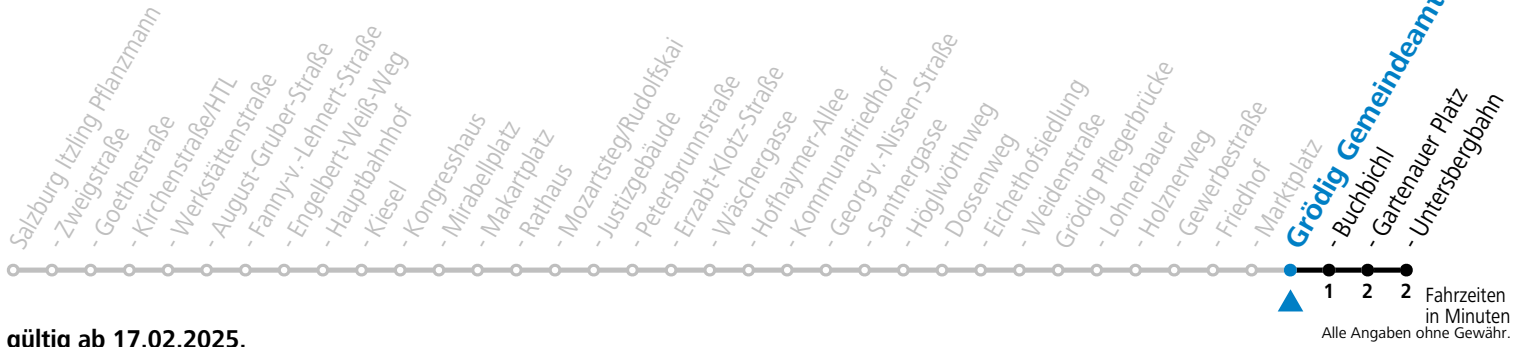 Salzburg Itzling Pflanzmann
- Zweigstraße
- Goethestraße
- Kirchenstraße/HTL
- Werkstättenstraße
- August-Gruber-Straße
- Fanny-v.-Lehnert-Straße
- Engelbert-Weiß-Weg
- Hauptbahnhof
- Kiesel
- Kongresshaus
- Mirabellplatz
- Makartplatz
- Rathaus
- Mozartsteg/Rudolfskai
- Justizgebäude
- Petersbrunnstraße
- Erzabt-Klotz-Straße
- Wäschergasse
- Hofhaymer-Allee
- Kommunalfriedhof
- Georg-v.-Nissen-Straße
- Santnergasse
- Höglwörthweg
- Dossenweg
- Eichethofsiedlung
- Weidenstraße
Grödig Pflegerbrücke
- Lohnerbauer
- Holznerweg
- Gewerbestraße
- Friedhof
- Marktplatz
Grödig Gemeindeamt
- Buchbichl
- Gartenauer Platz
- Untersbergbahn
1 2 2 Fahrzeiten
in Minuten
Alle Angaben ohne Gewähr.
gültig ab 17.02.2025.